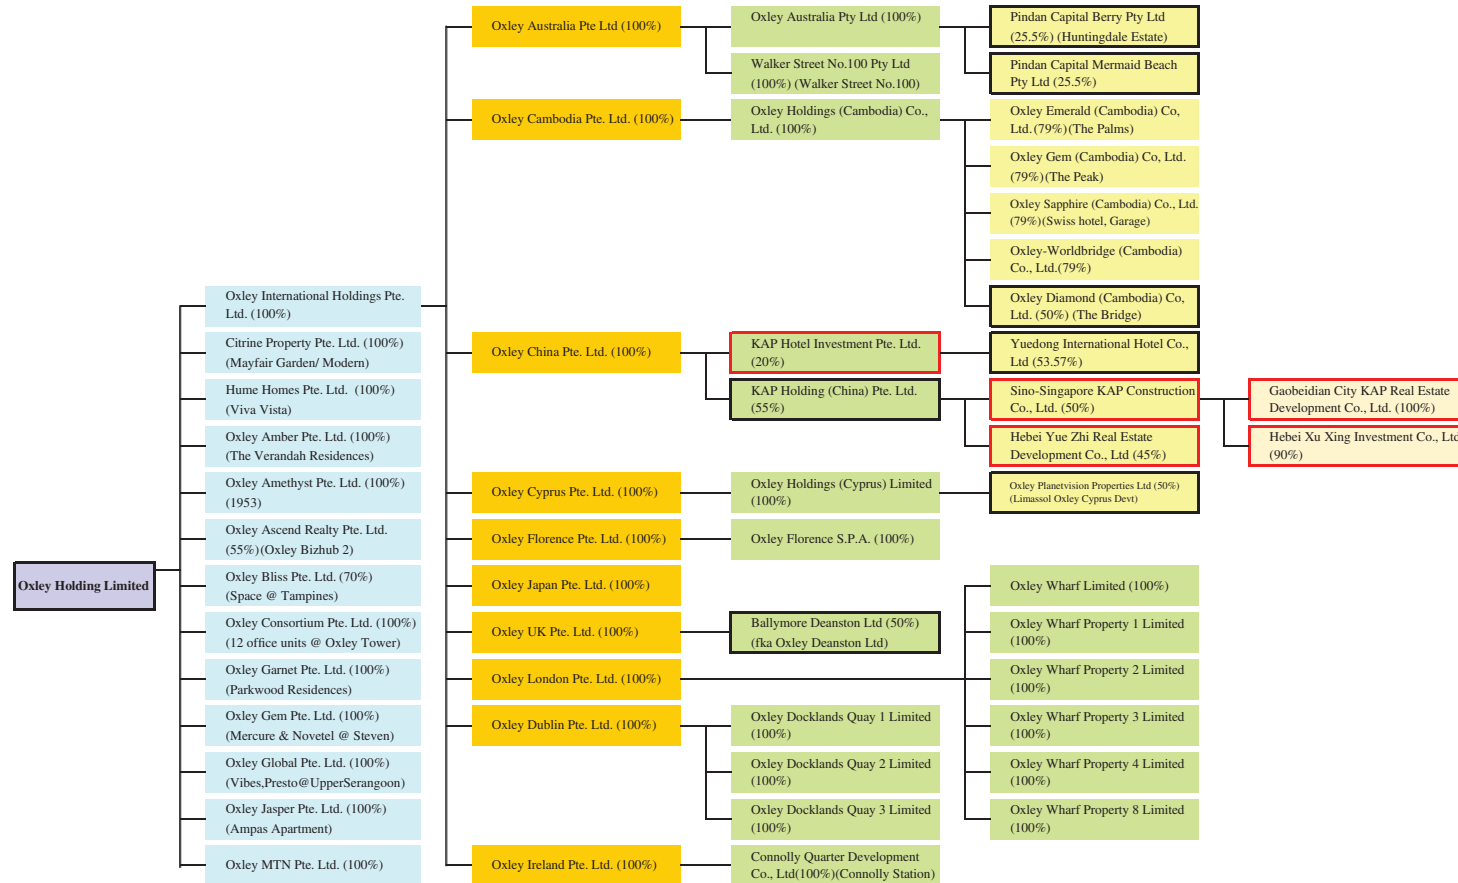 Oxley Holding Limited
Oxley International Holdings Pte.
Ltd. (100%)
Citrine Property Pte. Ltd. (100%)
(Mayfair Garden/ Modern)
Hume Homes Pte. Ltd. (100%)
(Viva Vista)
Oxley Amber Pte. Ltd. (100%)
(The Verandah Residences)
Oxley Amethyst Pte. Ltd. (100%)
(1953)
Oxley Ascend Realty Pte. Ltd.
(55%)(Oxley Bizhub 2)
Oxley Bliss Pte. Ltd. (70%)
(Space @ Tampines)
Oxley Consortium Pte. Ltd. (100%)
(12 office units @ Oxley Tower)
Oxley Garnet Pte. Ltd. (100%)
(Parkwood Residences)
Oxley Gem Pte. Ltd. (100%)
(Mercure & Novetel @ Steven)
Oxley Global Pte. Ltd. (100%)
(Vibes,Presto@UpperSerangoon)
Oxley Jasper Pte. Ltd. (100%)
(Ampas Apartment)
Oxley MTN Pte. Ltd. (100%)
Oxley Australia Pte Ltd (100%)
Oxley Cambodia Pte. Ltd. (100%)
Oxley China Pte. Ltd. (100%)
Oxley Cyprus Pte. Ltd. (100%)
Oxley Florence Pte. Ltd. (100%)
Oxley Japan Pte. Ltd. (100%)
Oxley UK Pte. Ltd. (100%)
Oxley London Pte. Ltd. (100%)
Oxley Dublin Pte. Ltd. (100%)
Oxley Ireland Pte. Ltd. (100%)
Oxley Australia Pty Ltd (100%)
Walker Street No.100 Pty Ltd
(100%) (Walker Street No.100)
Oxley Holdings (Cambodia) Co.,
Ltd. (100%)
KAP Hotel Investment Pte. Ltd.
(20%)
KAP Holding (China) Pte. Ltd.
(55%)
Oxley Holdings (Cyprus) Limited
(100%)
Oxley Florence S.P.A. (100%)
Ballymore Deanston Ltd (50%)
(fka Oxley Deanston Ltd)
Oxley Docklands Quay 1 Limited
(100%)
Oxley Docklands Quay 2 Limited
(100%)
Oxley Docklands Quay 3 Limited
(100%)
Connolly Quarter Development
Co., Ltd(100%)(Connolly Station)
Pindan Capital Berry Pty Ltd
(25.5%) (Huntingdale Estate)
Pindan Capital Mermaid Beach
Pty Ltd (25.5%)
Oxley Emerald (Cambodia) Co,
Ltd.(79%)(The Palms)
Oxley Gem (Cambodia) Co, Ltd.
(79%)(The Peak)
Oxley Sapphire (Cambodia) Co., Ltd.
(79%)(Swiss hotel, Garage)
Oxley-Worldbridge (Cambodia)
Co., Ltd.(79%)
Oxley Diamond (Cambodia) Co,
Ltd. (50%) (The Bridge)
Yuedong International Hotel Co.,
Ltd (53.57%)
Sino-Singapore KAP Construction
Co., Ltd. (50%)
Hebei Yue Zhi Real Estate
Development Co., Ltd (45%)
Oxley Planetvision Properties Ltd (50%)
(Limassol Oxley Cyprus Devt)
Oxley Wharf Limited (100%)
Oxley Wharf Property 1 Limited
(100%)
Oxley Wharf Property 2 Limited
(100%)
Oxley Wharf Property 3 Limited
(100%)
Oxley Wharf Property 4 Limited
(100%)
Oxley Wharf Property 8 Limited
(100%)
Gaobeidian City KAP Real Estate
Development Co., Ltd. (100%)
Hebei Xu Xing Investment Co., Ltd
(90%)